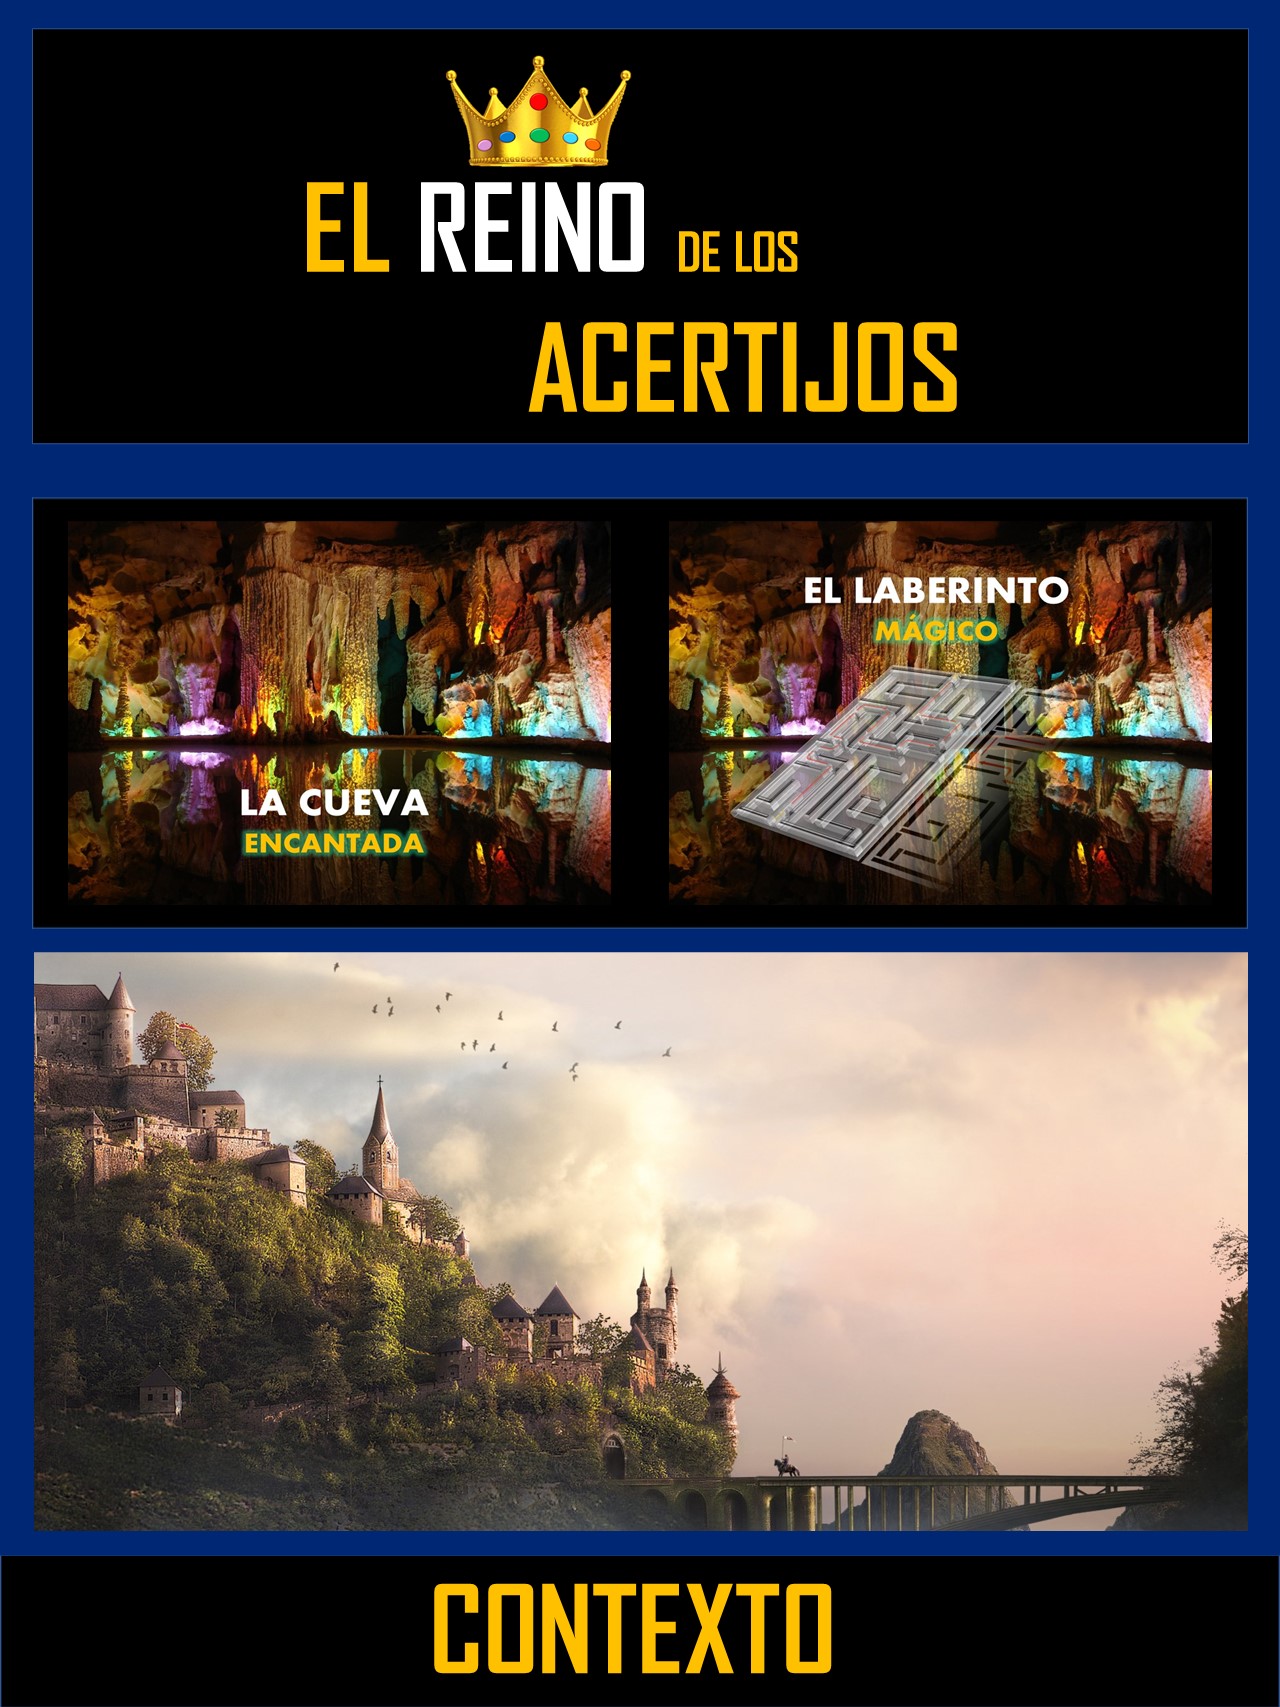 EL REINO DE LOS
ACERTIJOS
LA CUEVA
ENCANTADA
EL LABERINTO
MÁGICO
CONTEXTO